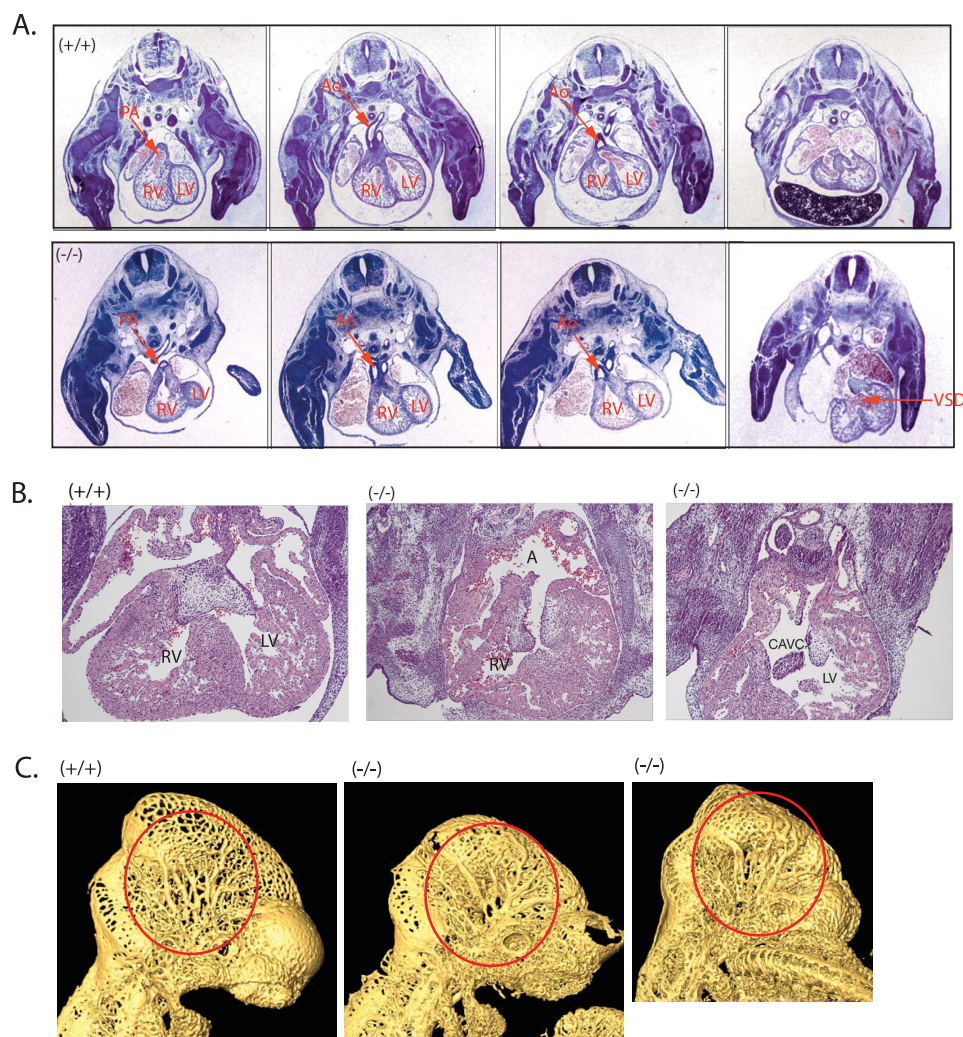 A.
(+/+)
PA
RV
LV
Ao
RV
LV
Ao
RV
LV
(-/-)
PA
RV
LV
Ao
RV
LV
Ao
RV
LV
VSD
B.
(+/+)
RV
LV
(-/-)
A
RV
(-/-)
CAVC
LV
C.
(+/+)
(-/-)
(-/-)